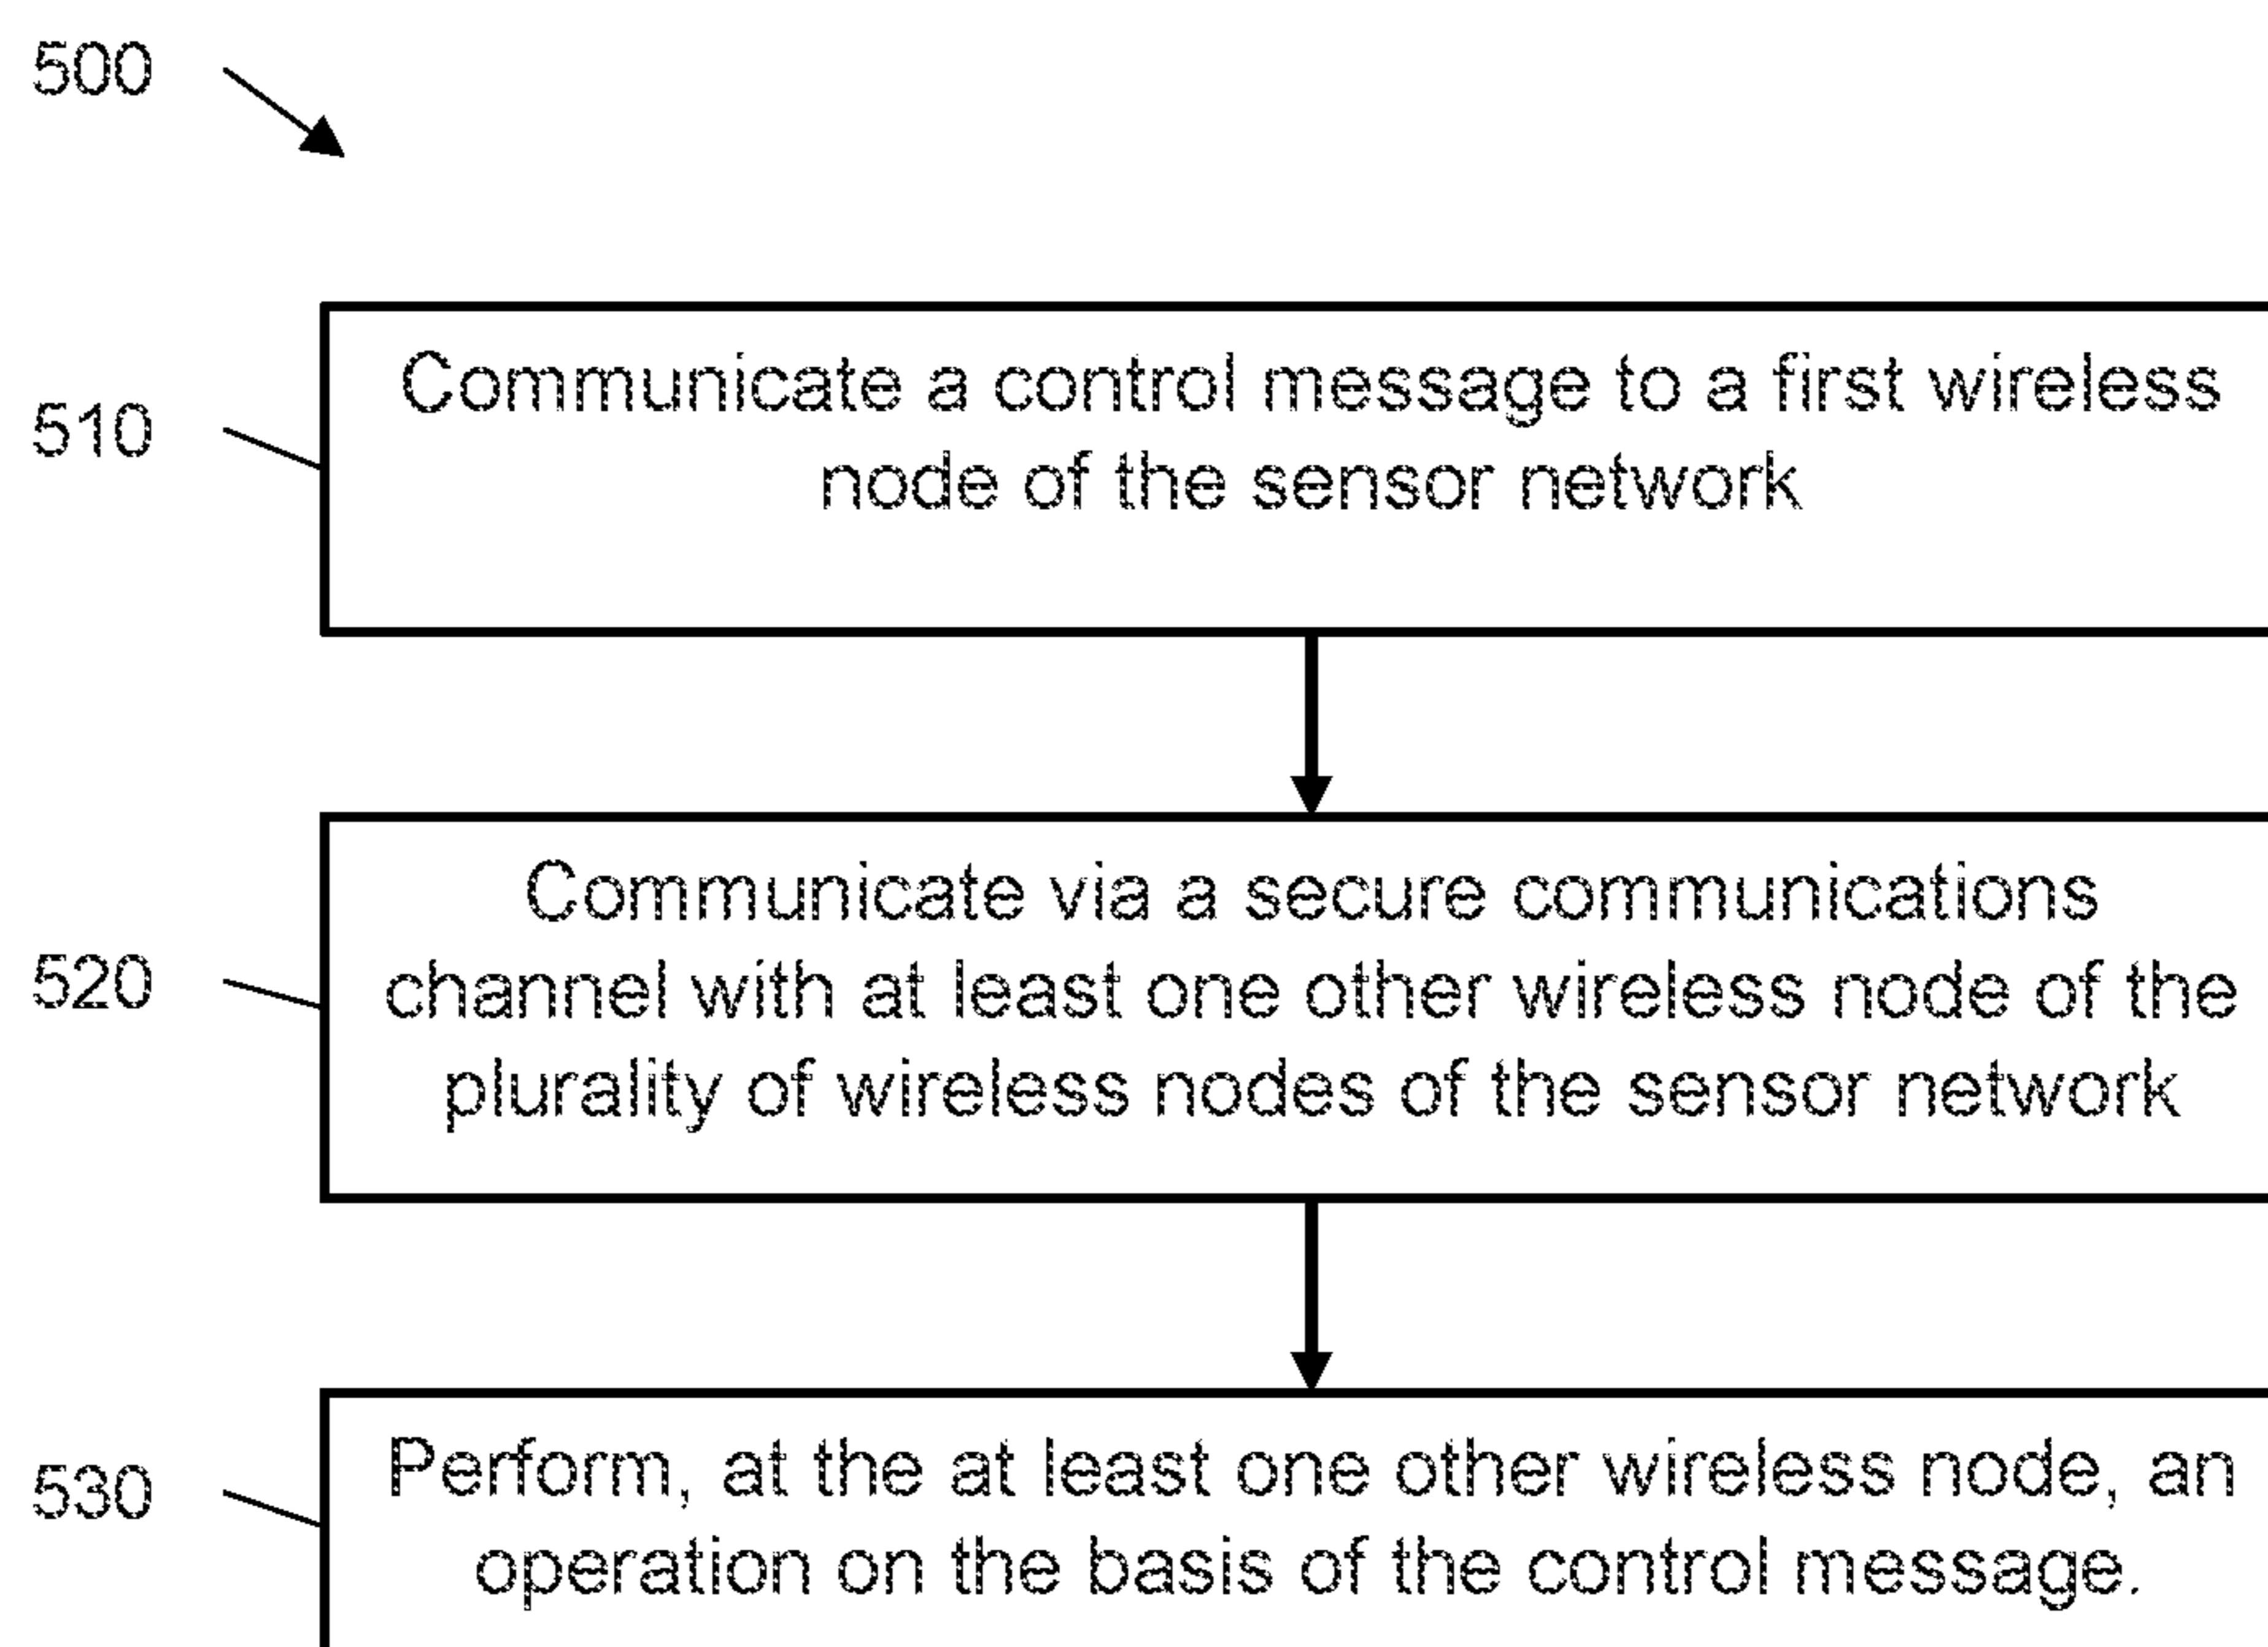 500
510
Communicate a control message to a first wireless
node of the sensor network
520
Communicate via a secure communications
channel with at least one other wireless node of the
plurality of wireless nodes of the sensor network
530
Perform, at the at least one other wireless node, an
operation on the basis of the control message.